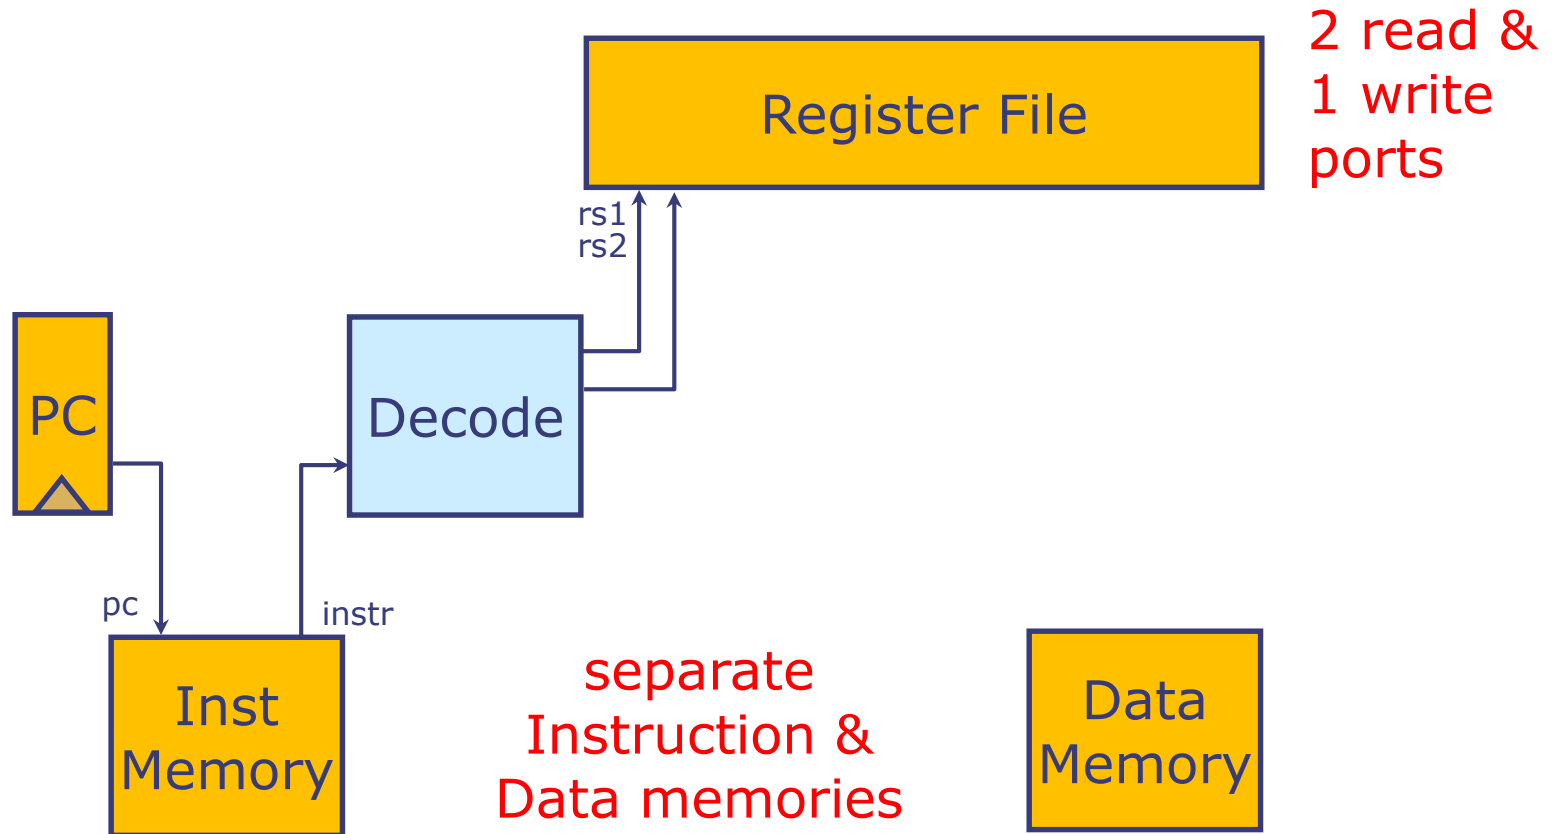 2 read &
1 write
ports
Register File
rs1
rs2
PC
Decode
pc
instr
Inst
Memory
separate
Instruction &
Data memories
Data
Memory